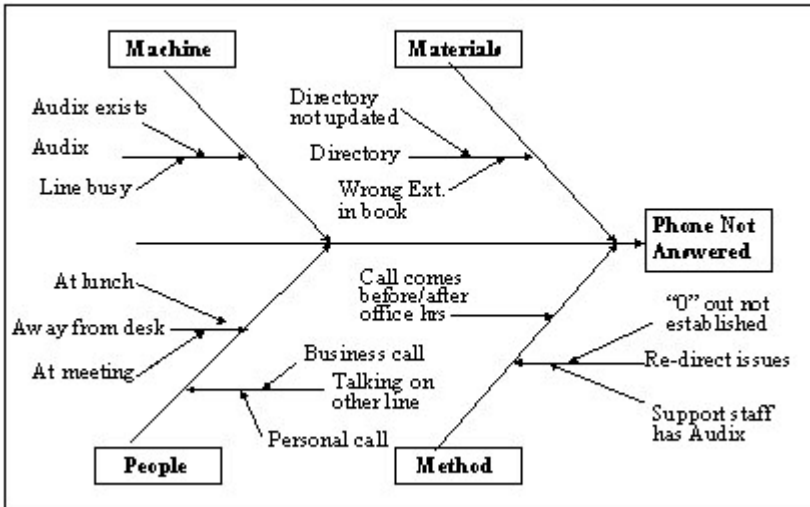 Machine
Materials
Audix exists
Audix
Line busy
Directory
not updated
Directory
Wrong Ext.
in book
Phone Not
Answered
At lunch
Away from desk
At meeting
Call comes
before/after
office hrs
"0" out not
established
Re-direct issues
Support staff
has Audix
Business call
Talking on
other line
Personal call
People
Method